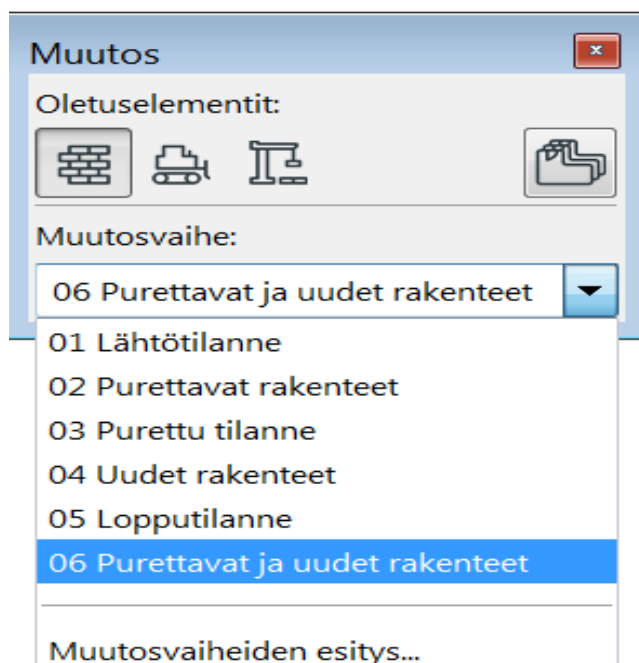 Muutos
Oletuselementit:
Muutosvaihe:
06 Purettavat ja uudet rakenteet
01 Lähtötilanne
02 Purettavat rakenteet
03 Purettu tilanne
04 Uudet rakenteet
05 Lopputilanne
06 Purettavat ja uudet rakenteet
Muutosvaiheiden esitys...